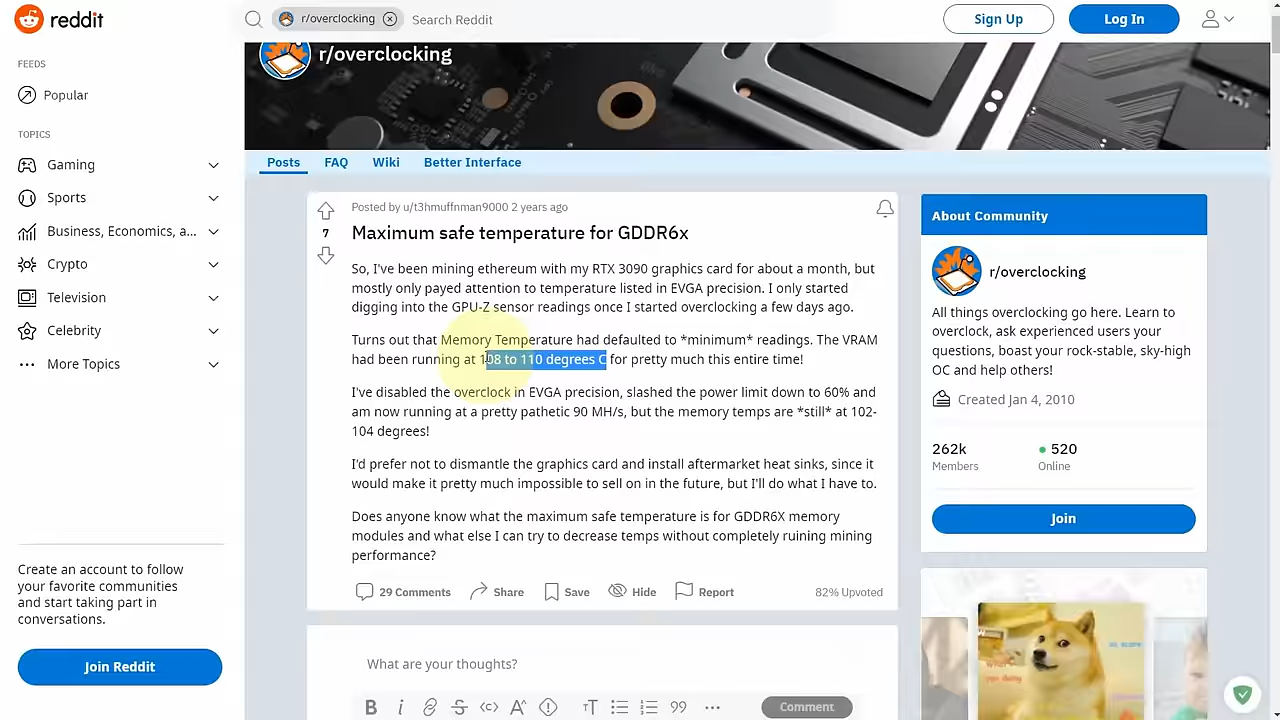 reddit
r/overclocking
Search Reddit
Sign Up
Log In
FEEDS
Popular
TOPICS
Gaming
Sports
Business, Economics, a...
Crypto
Television
Celebrity
More Topics
Create an account to follow
your favorite communities
and start taking part in
conversations.
Join Reddit
r/overclocking
Posts
FAQ
Wiki
Better Interface
7
Posted by u/t3hmuffnman9000 2 years ago
Maximum safe temperature for GDDR6x
So, I've been mining ethereum with my RTX 3090 graphics card for about a month, but
mostly only payed attention to temperature listed in EVGA precision. I only started
digging into the GPU-Z sensor readings once I started overclocking a few days ago.
Turns out that Memory Temperature had defaulted to *minimum* readings. The VRAM
had been running at 108 to 110 degrees C for pretty much this entire time!
I've disabled the overclock in EVGA precision, slashed the power limit down to 60% and
am now running at a pretty pathetic 90 MH/s, but the memory temps are *still* at 102-
104 degrees!
I'd prefer not to dismantle the graphics card and install aftermarket heat sinks, since it
would make it pretty much impossible to sell on in the future, but I'll do what I have to.
Does anyone know what the maximum safe temperature is for GDDR6X memory
modules and what else I can try to decrease temps without completely ruining mining
performance?
29 Comments
Share
Save
Hide
Report
82% Upvoted
What are your thoughts?
Comment
About Community
r/overclocking
All things overclocking go here. Learn to
overclock, ask experienced users your
questions, boast your rock-stable, sky-high
OC and help others!
Created Jan 4, 2010
262k
Members
520
Online
Join